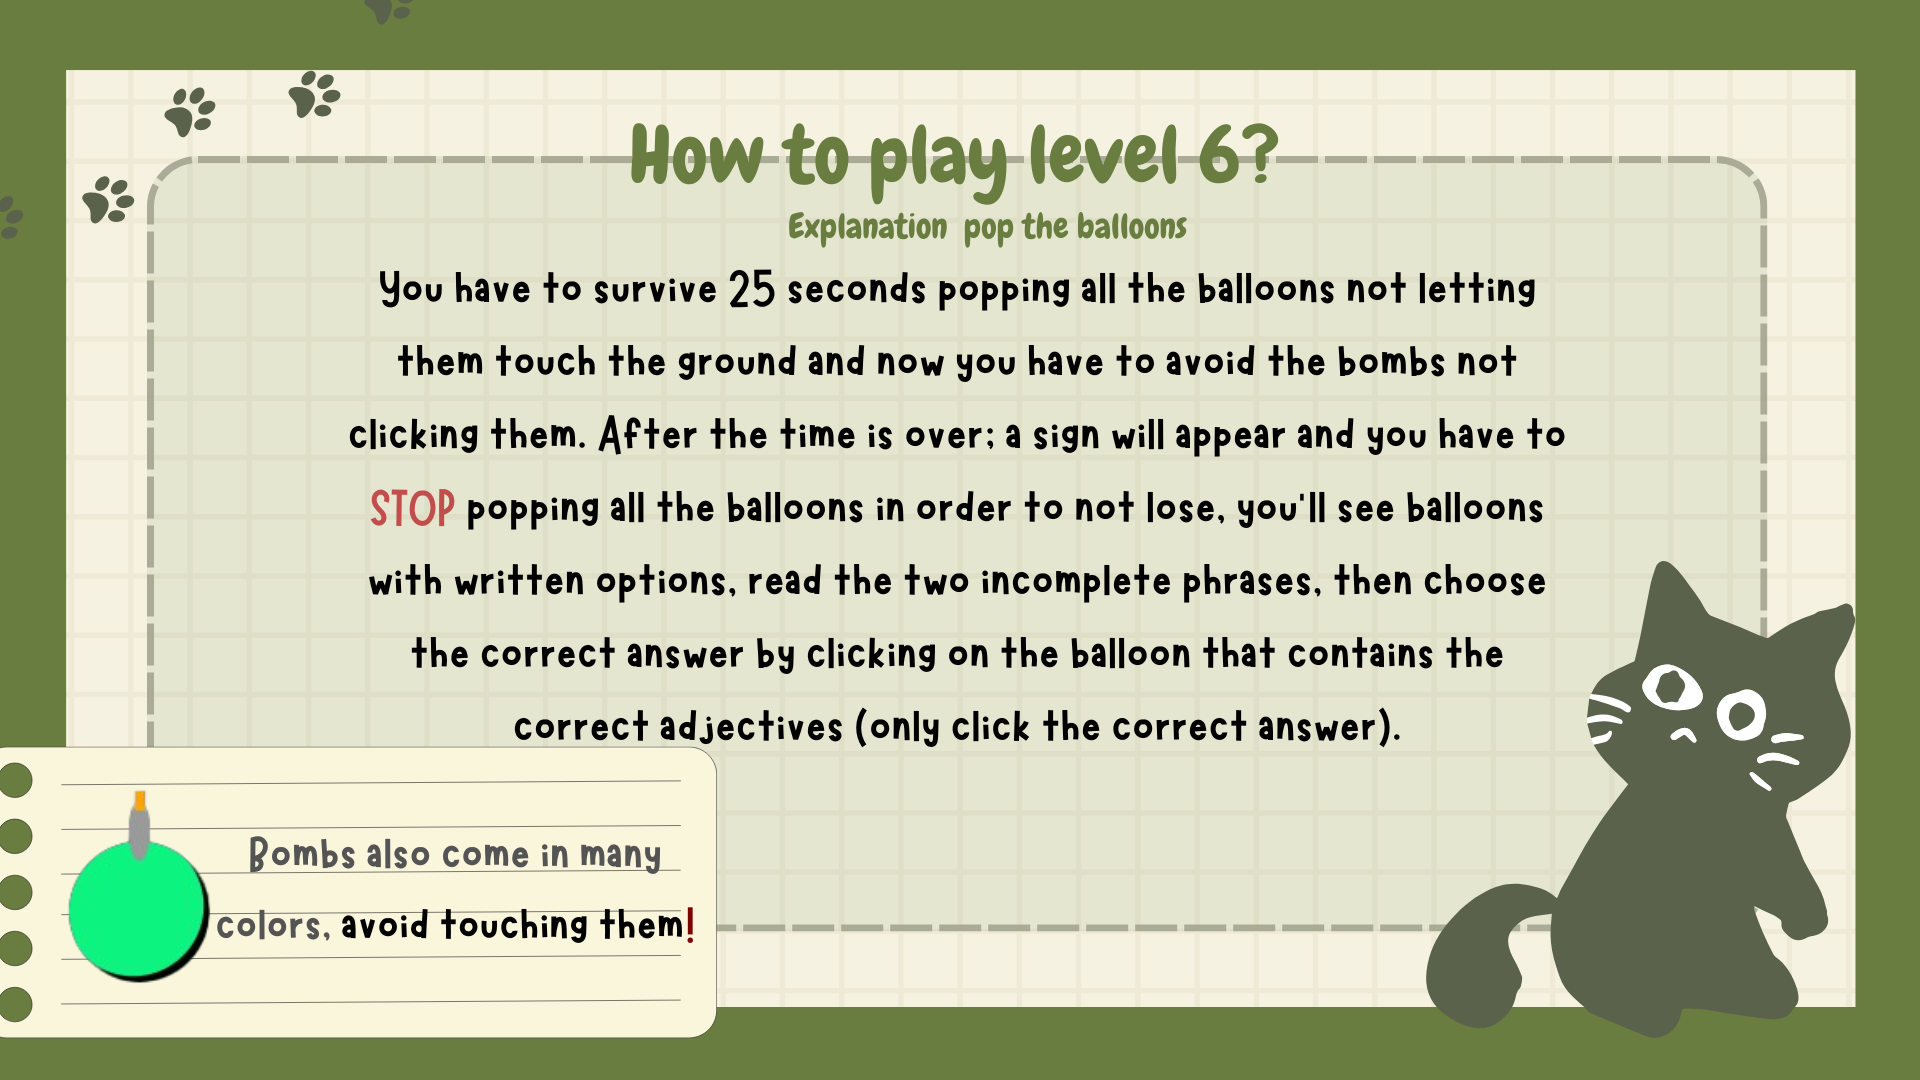 How to play level 6?
Explanation pop the balloons
You have to survive 25 seconds popping all the balloons not letting
them touch the ground and now you have to avoid the bombs not
clicking them. After the time is over; a sign will appear and you have to
STOP popping all the balloons in order to not lose, you'll see balloons
with written options, read the two incomplete phrases, then choose
the correct answer by clicking on the balloon that contains the
correct adjectives (only click the correct answer).
Bombs also come in many
colors, avoid touching them!